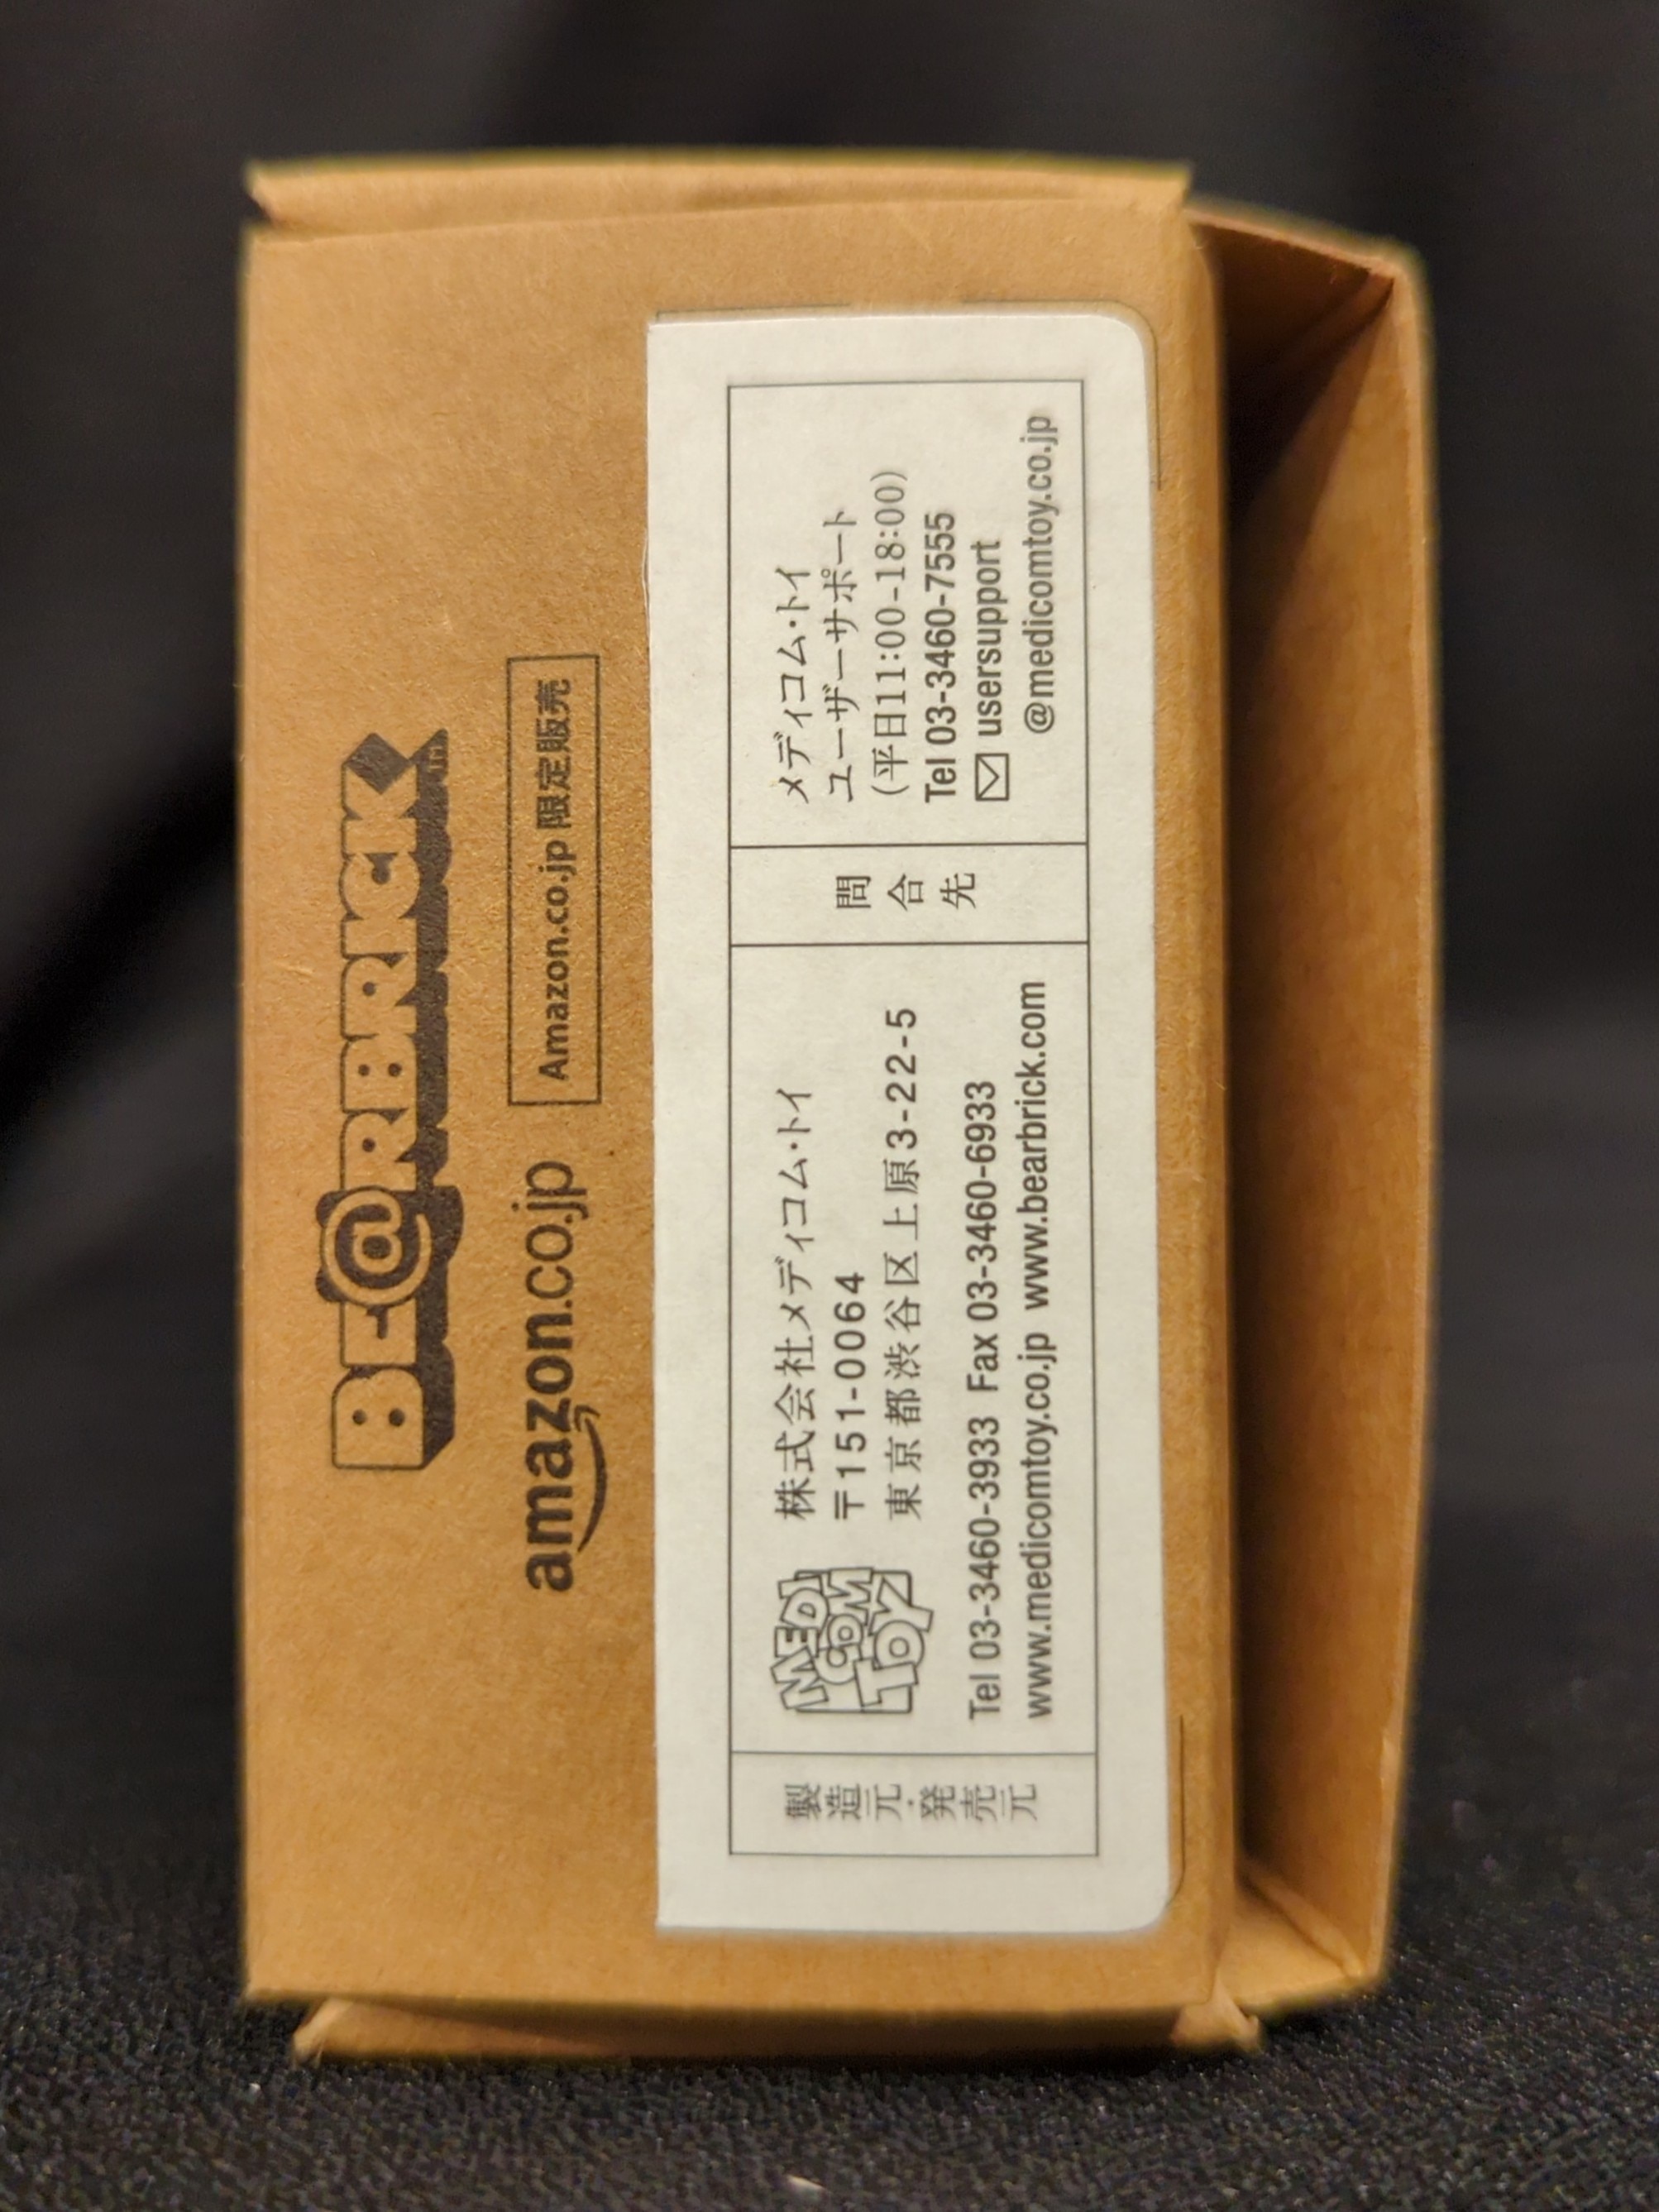 BE@RBRICK TM
amazon.co.jp
Amazon.co.jp 限定販売
製造元・発売元
MEDICOM TOY
株式会社メディコム・トイ
〒151-0064
東京都渋谷区上原3-22-5
Tel 03-3460-3933 Fax 03-3460-6933
www.medicomtoy.co.jp www.bearbrick.com
問合先
メディコム・トイ
ユーザーサポート
(平日11:00-18:00)
Tel 03-3460-7555
usersupport
@medicomtoy.co.jp